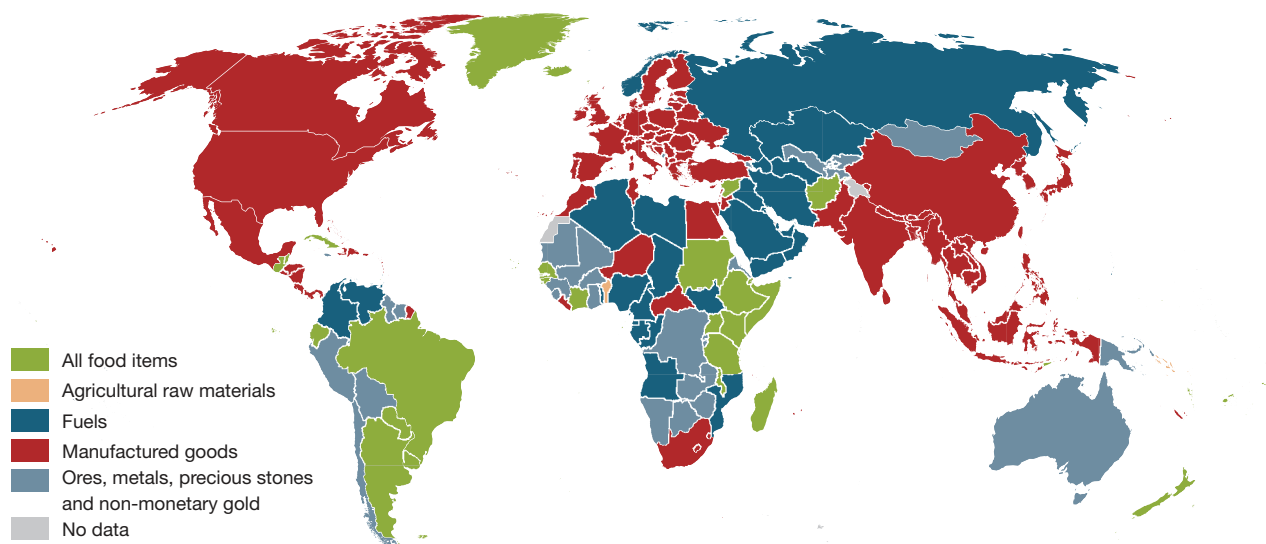 All food items
Agricultural raw materials
Fuels
Manufactured goods
Ores, metals, precious stones
and non-monetary gold
No data